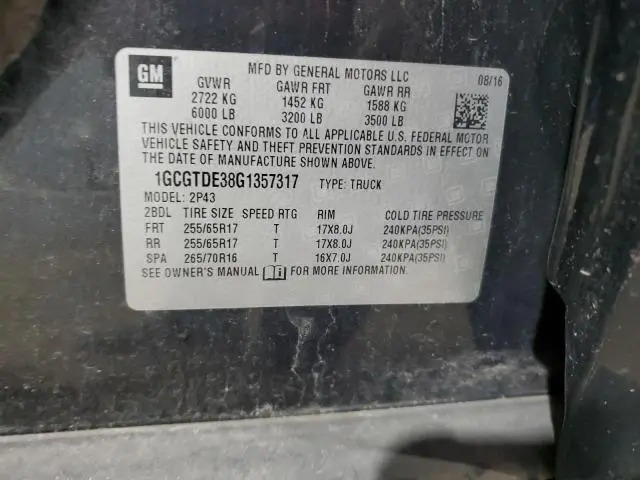 GM
MFD BY GENERAL MOTORS LLC 08/16
GVWR GAWR FRT GAWR RR
2722 KG 1452 KG 1588 KG
6000 LB 3200 LB 3500 LB
THIS VEHICLE CONFORMS TO ALL APPLICABLE U.S. FEDERAL MOTOR
VEHICLE SAFETY AND THEFT PREVENTION STANDARDS IN EFFECT ON
THE DATE OF MANUFACTURE SHOWN ABOVE.
1GCGTDE38G1357317 TYPE: TRUCK
MODEL: 2P43
2BDL TIRE SIZE SPEED RTG RIM COLD TIRE PRESSURE
FRT 255/65R17 T 17X8.0J 240KPA(35PSI)
RR 255/65R17 T 17X8.0J 240KPA(35PSI)
SPA 265/70R16 T 16X7.0J 240KPA(35PSI)
SEE OWNER'S MANUAL FOR MORE INFORMATION.